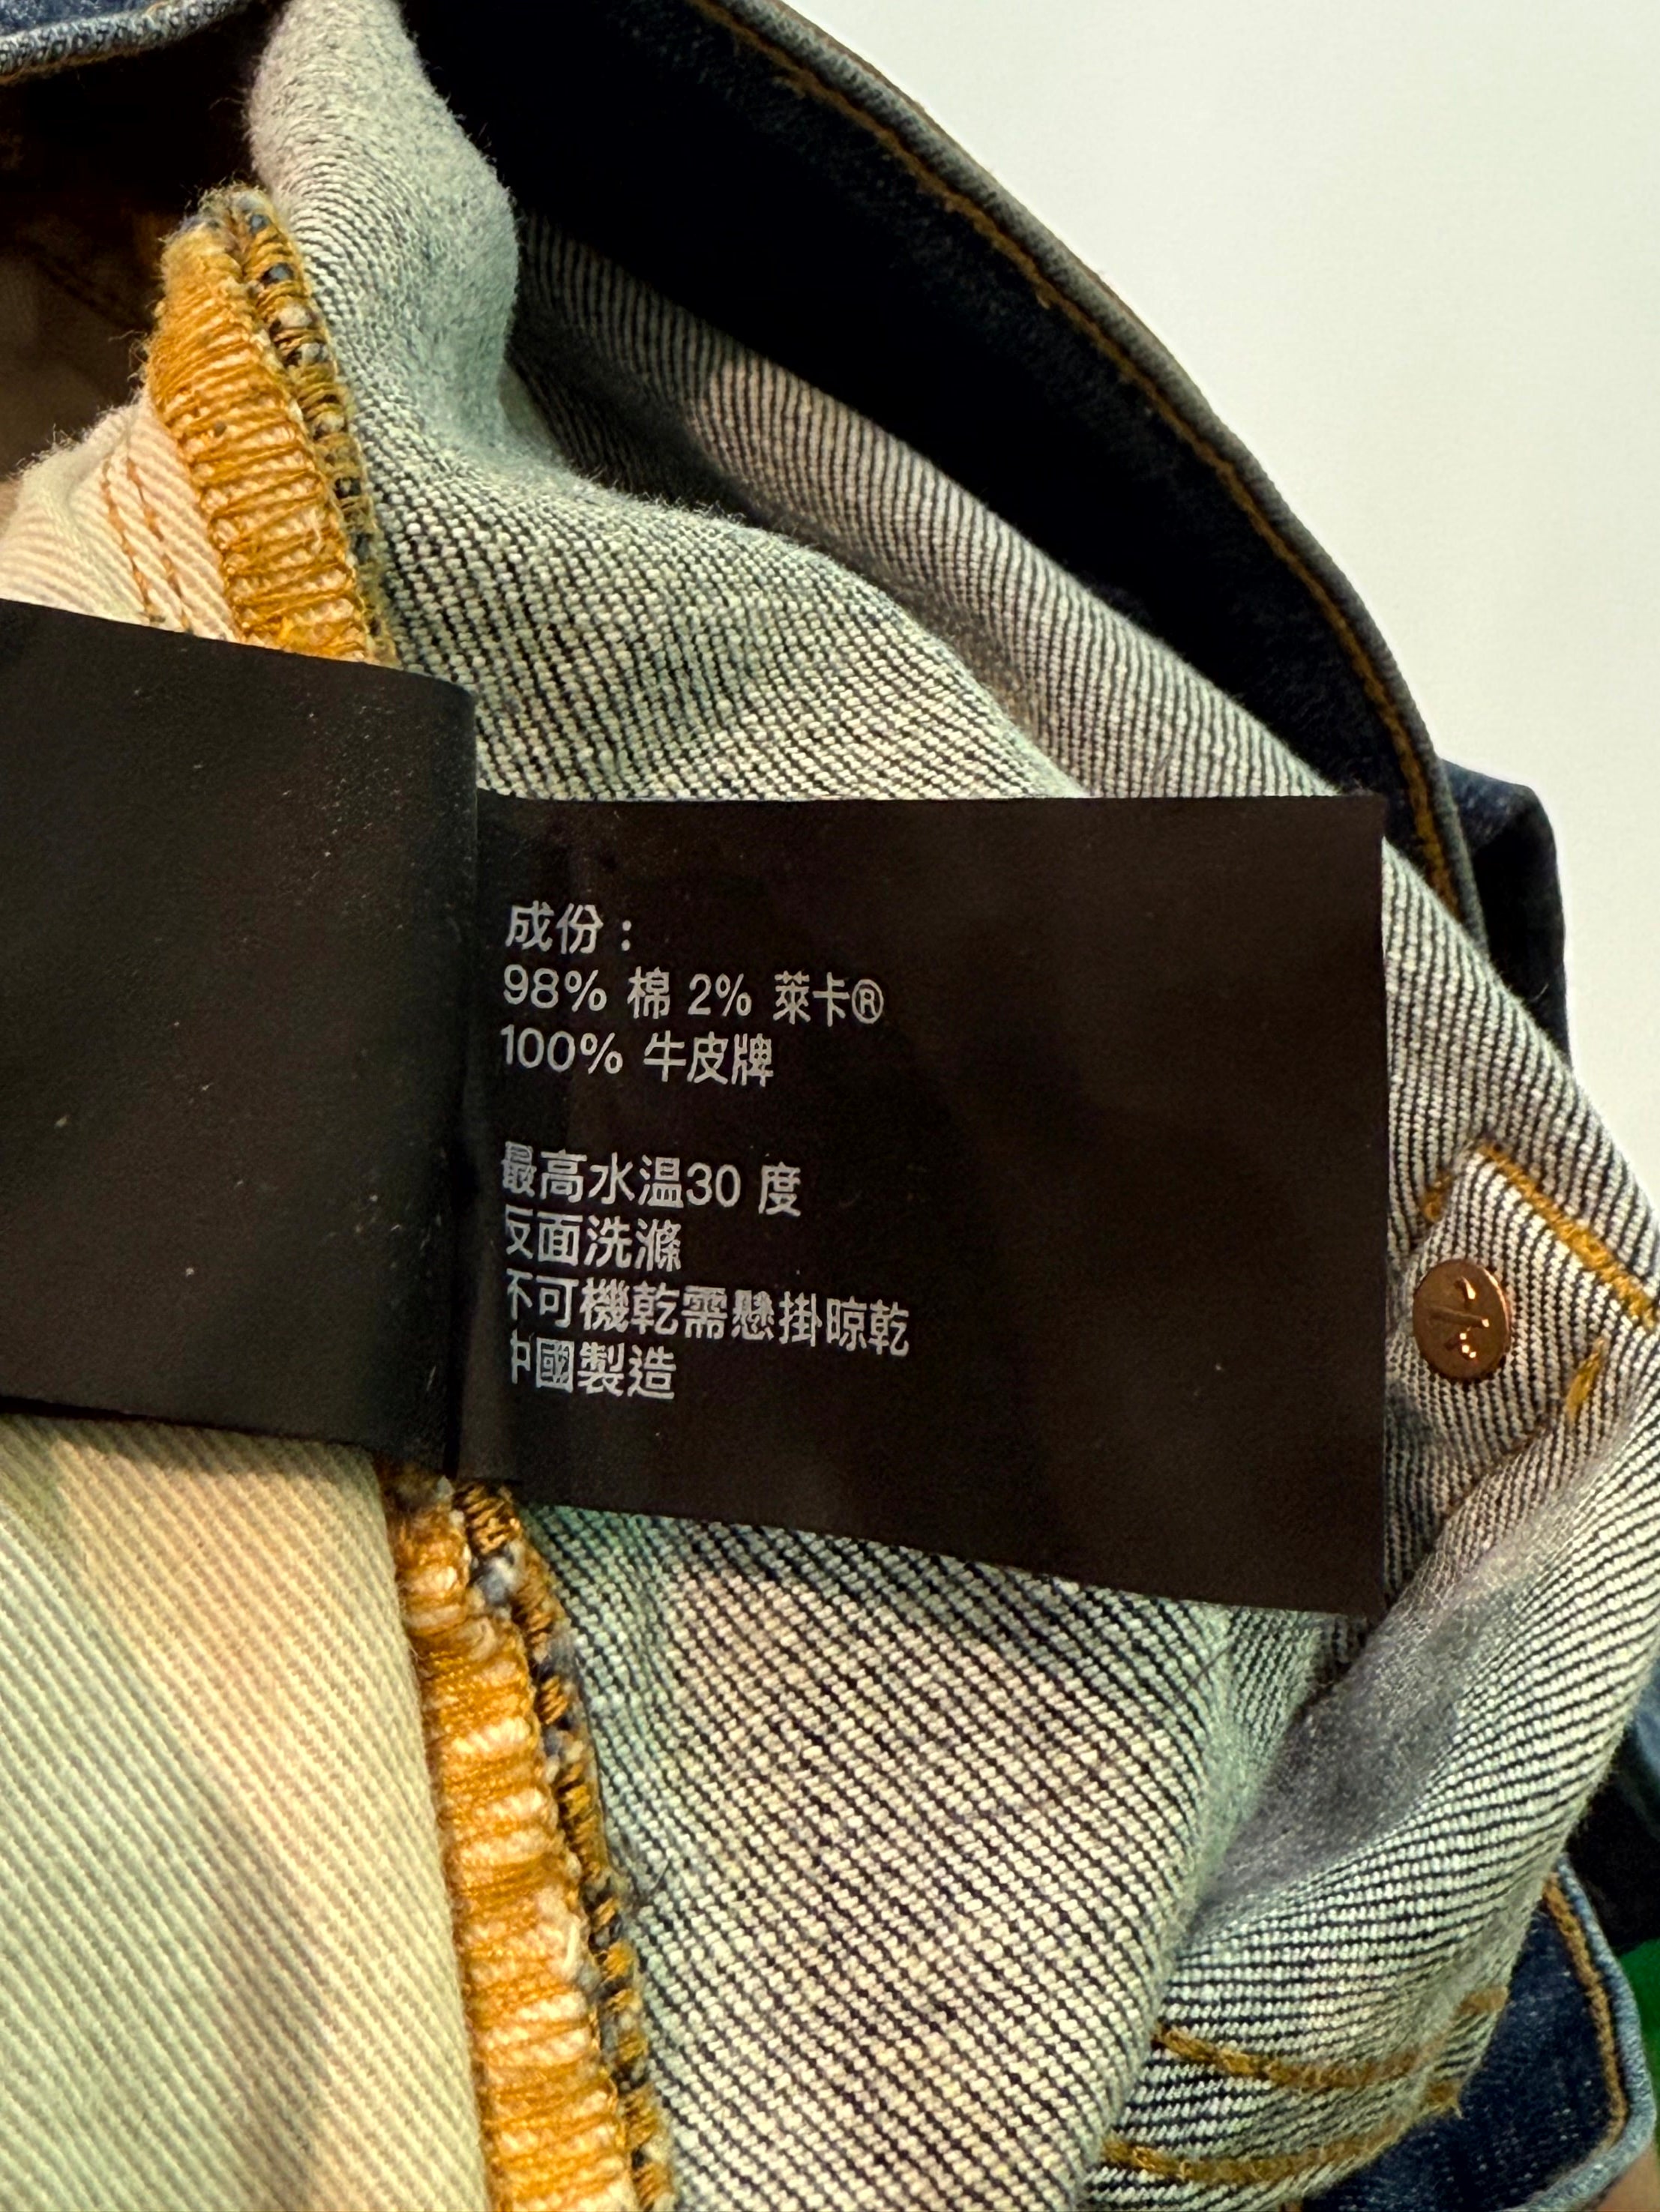 成份：
98% 棉 2% 萊卡®
100% 牛皮牌
最高水温30 度
反面洗滌
不可機乾需懸掛晾乾
中國製造